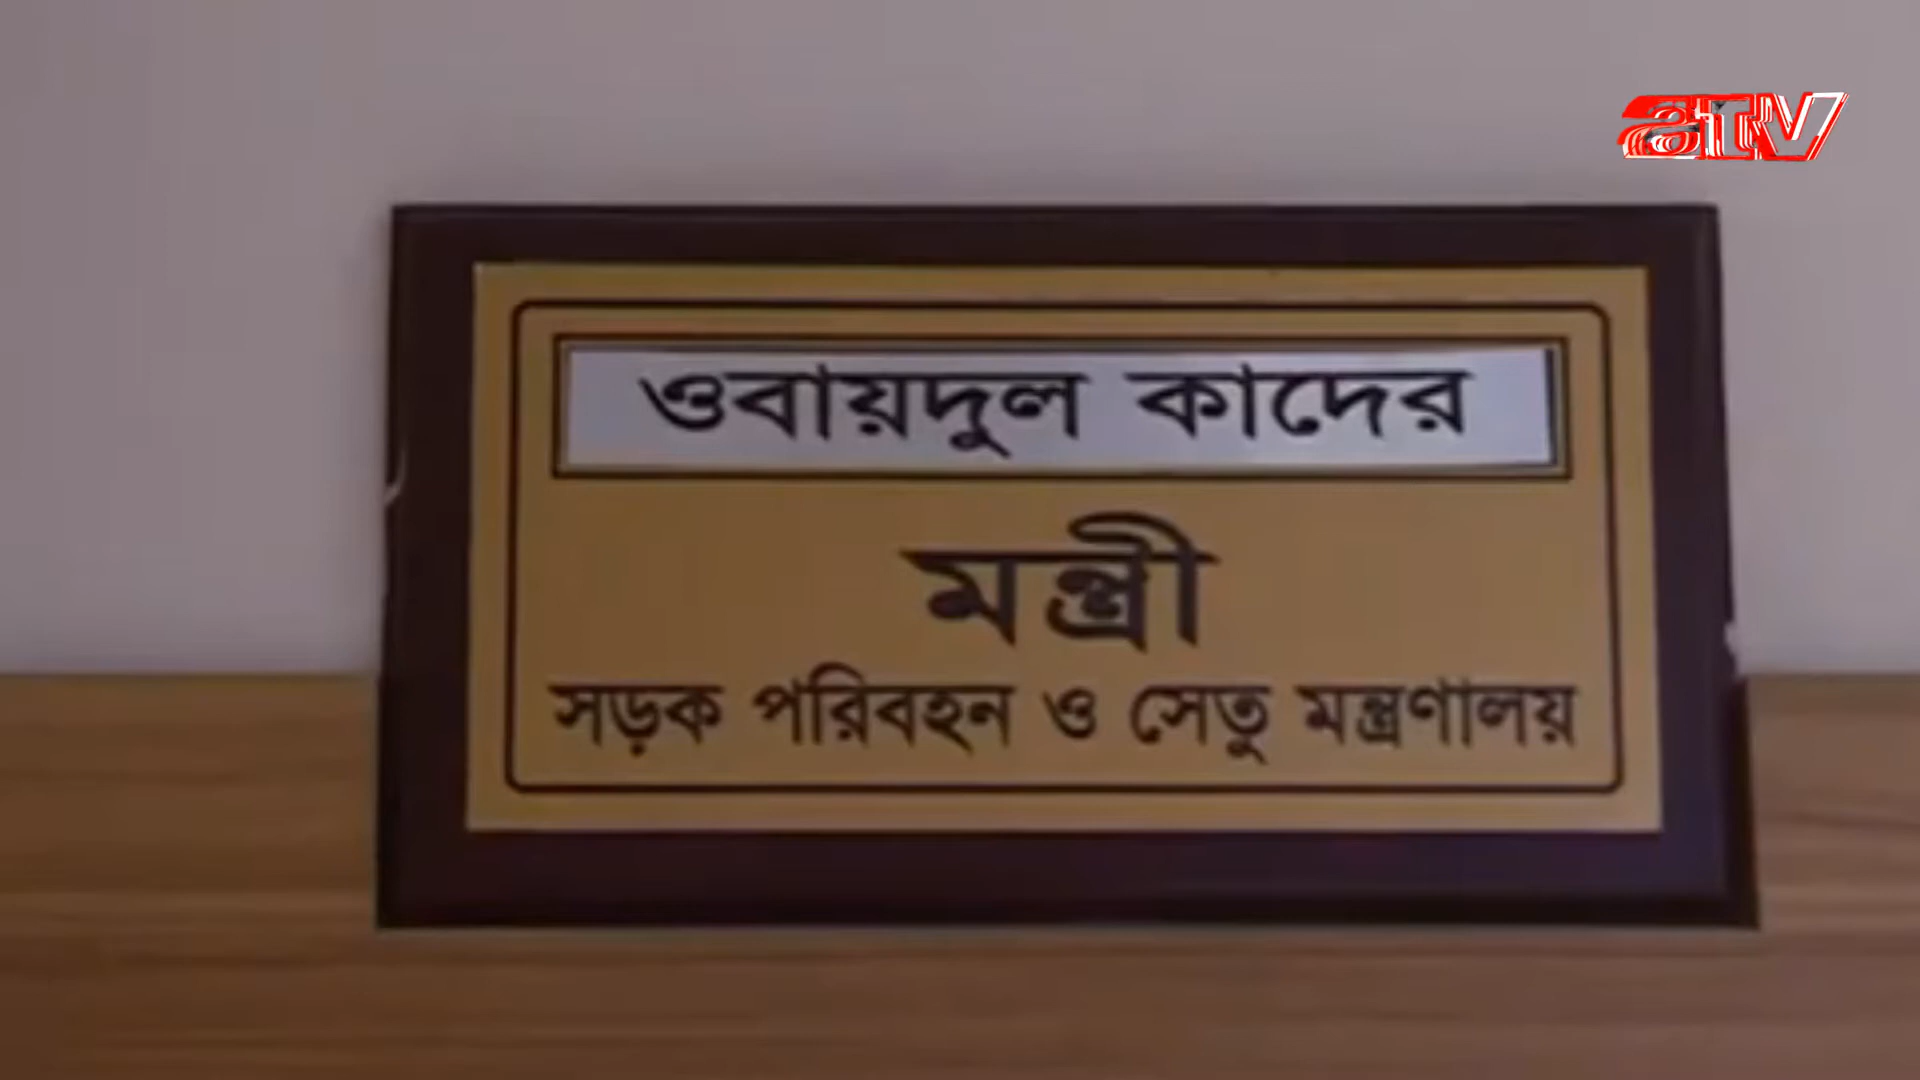 aTV
ওবায়দুল কাদের
মন্ত্রী
সড়ক পরিবহন ও সেতু মন্ত্রণালয়